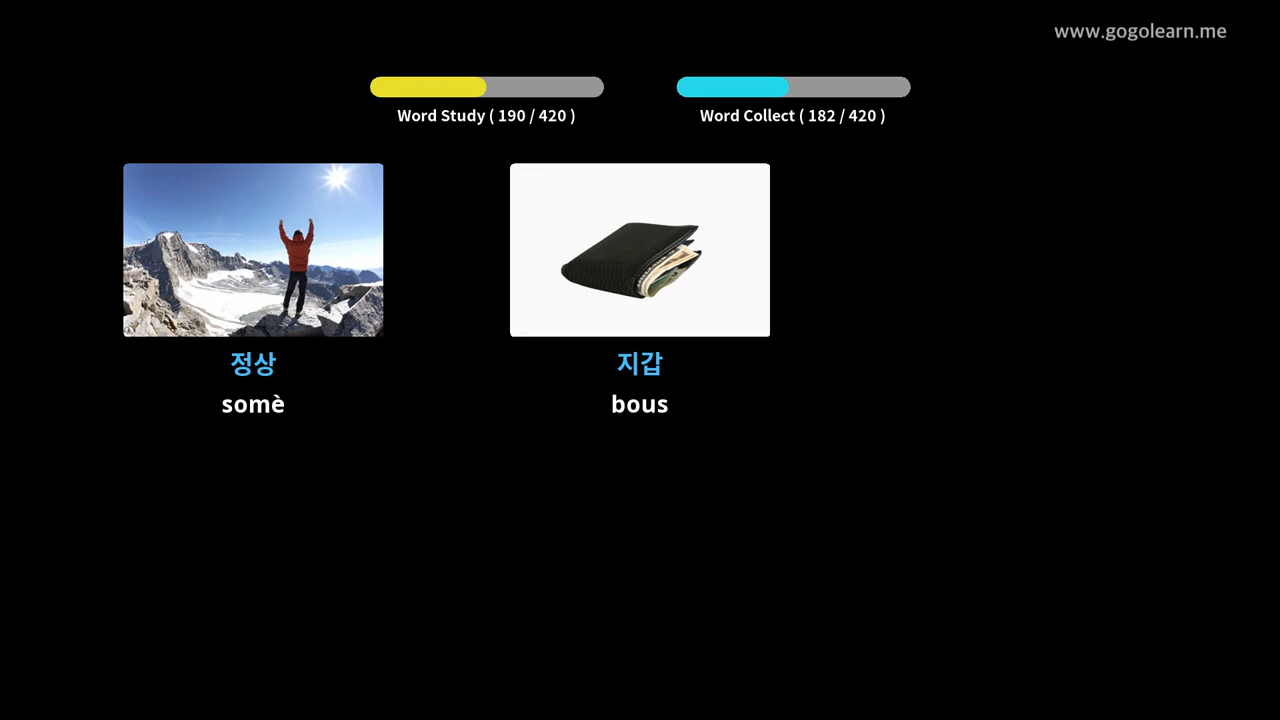 www.gogolearn.me
Word Study ( 190 / 420 )
Word Collect ( 182 / 420 )
정상
somè
지갑
bous